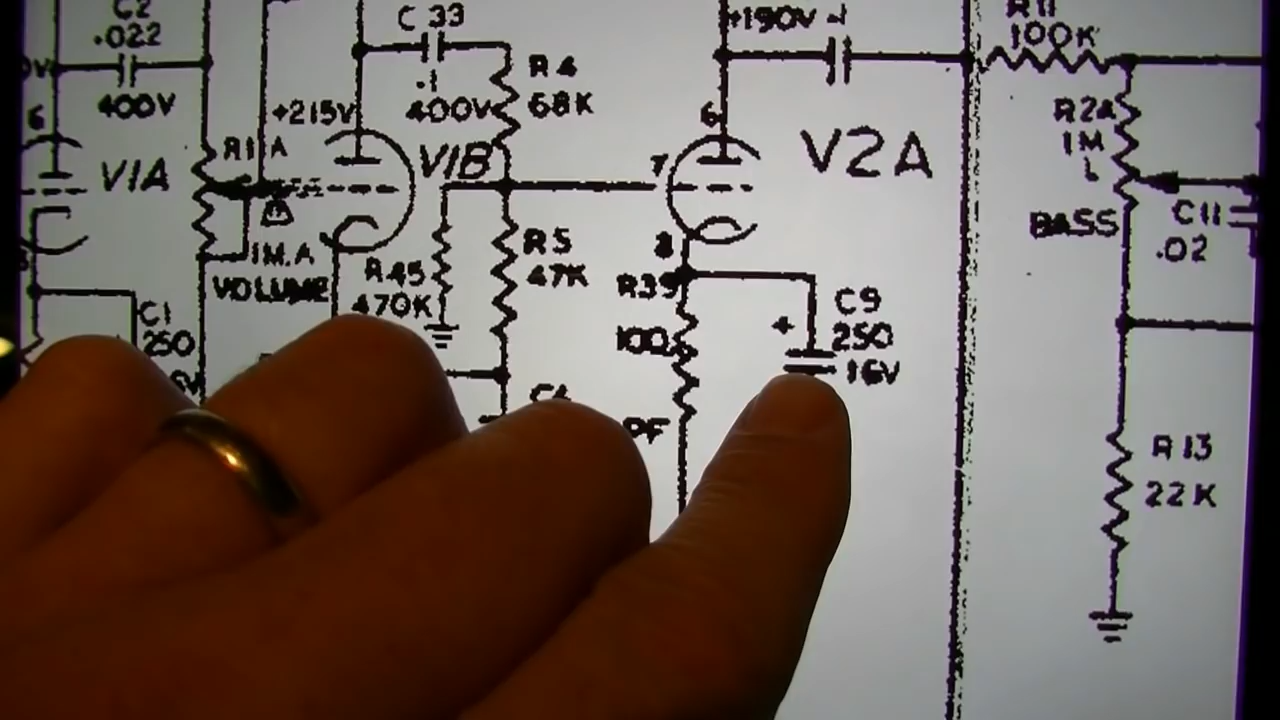 C2
.022
400V
6
V1A
C1
250
C 33
.1
400V
R4
68K
+215V
R1A
1M.A
VOLUME
V1B
R45
470K
R5
47K
+190V
6
7
8
V2A
R39
100
PF
C9
250
+
16V
R11
100K
R2A
1M
L
BASS
C11
.02
R13
22K